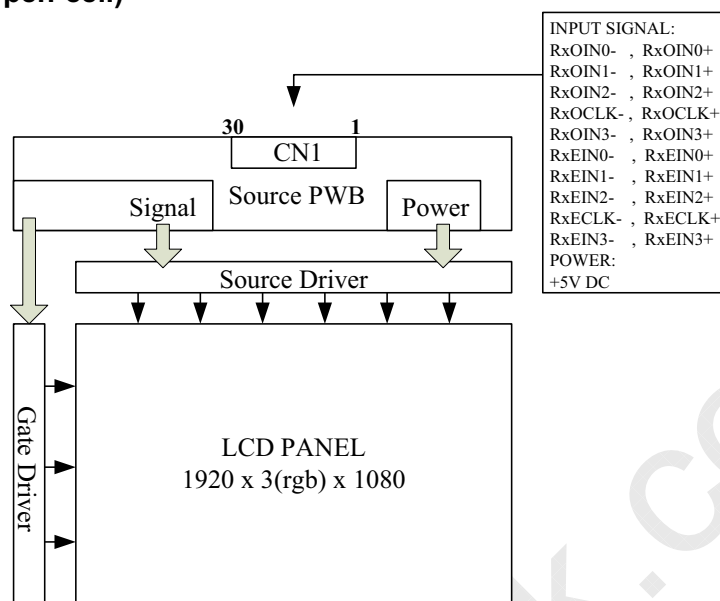 INPUT SIGNAL:
RxOIN0- , RxOIN0+
RxOIN1- , RxOIN1+
RxOIN2- , RxOIN2+
RxOCLK- , RxOCLK+
RxOIN3- , RxOIN3+
RxEIN0- , RxEIN0+
RxEIN1- , RxEIN1+
RxEIN2- , RxEIN2+
RxECLK- , RxECLK+
RxEIN3- , RxEIN3+
POWER:
+5V DC
30 1
CN1
Source PWB
Signal
Power
Source Driver
Gate Driver
LCD PANEL
1920 x 3(rgb) x 1080